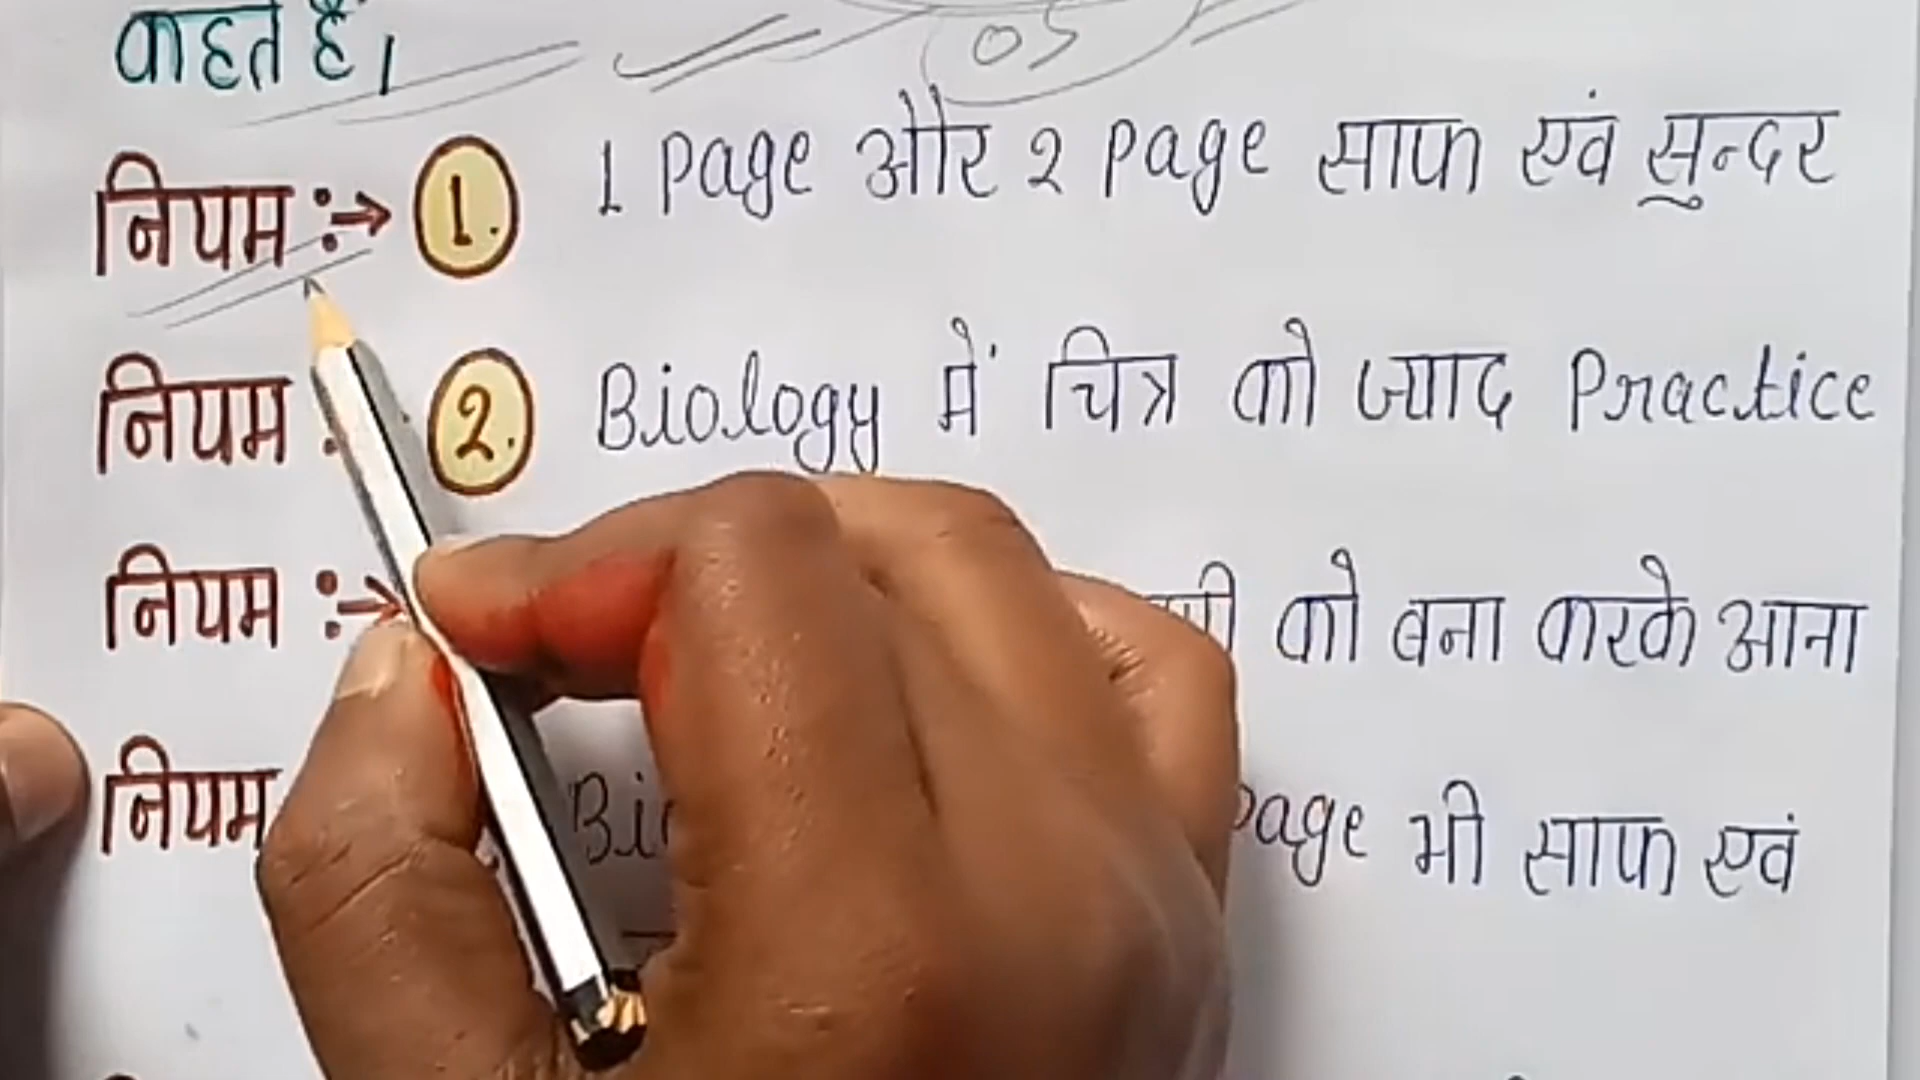 कहते हैं।
05
नियम :→ 1. 1 Page और 2 Page साफ एवं सुन्दर
नियम : 2. Biology में चित्र को ज्याद Practice
नियम :→ को बना करके आना
नियम Page भी साफ एवं